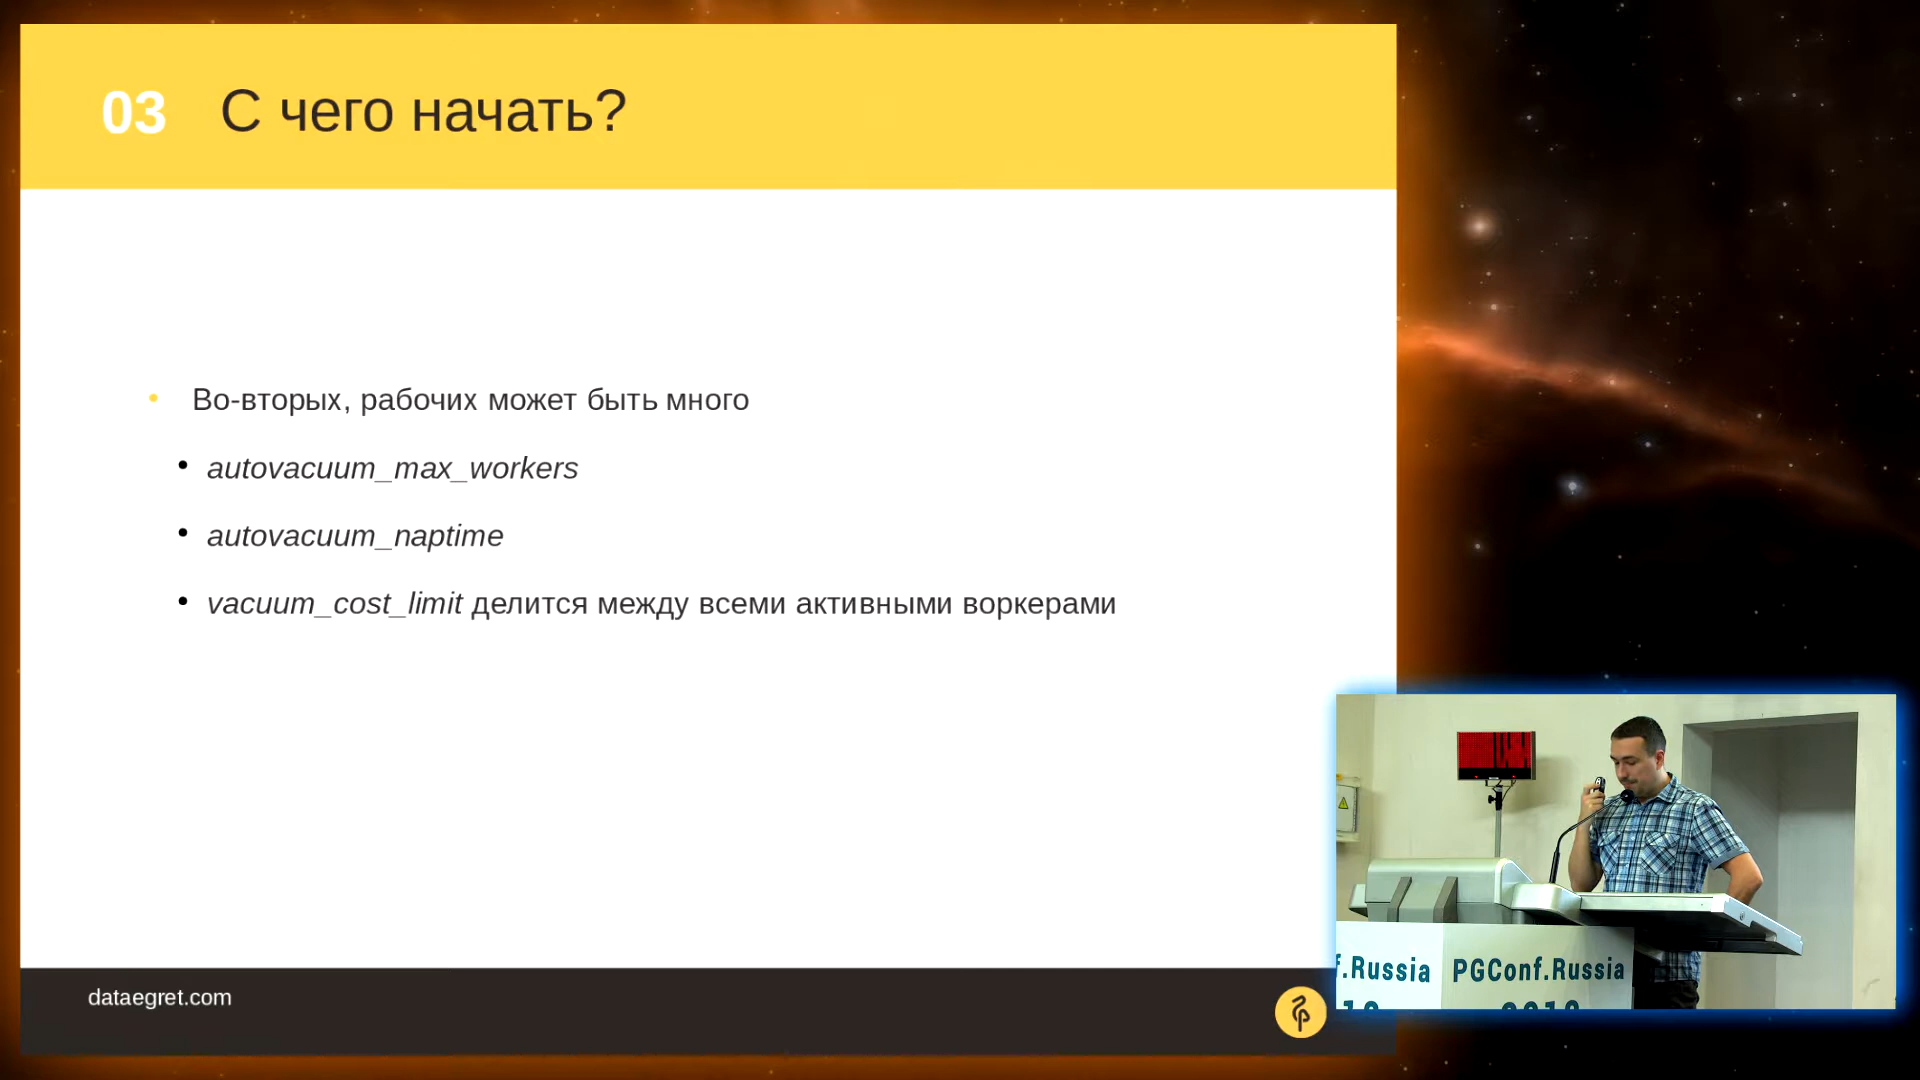 03 С чего начать?
Во-вторых, рабочих может быть много
autovacuum_max_workers
autovacuum_naptime
vacuum_cost_limit делится между всеми активными воркерами
dataegret.com
f.Russia
PGConf.Russia